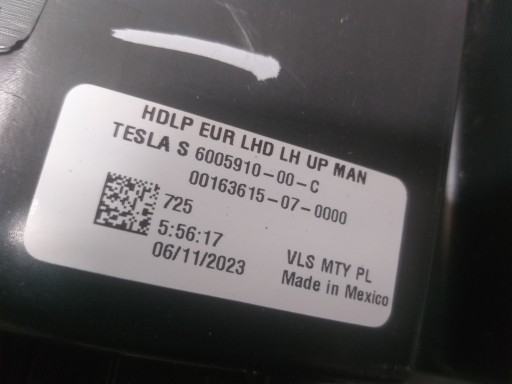 HDLP EUR LHD LH UP MAN
TESLA S 6005910-00-C
00163615-07-0000
725
5:56:17
06/11/2023
VLS MTY PL
Made in Mexico